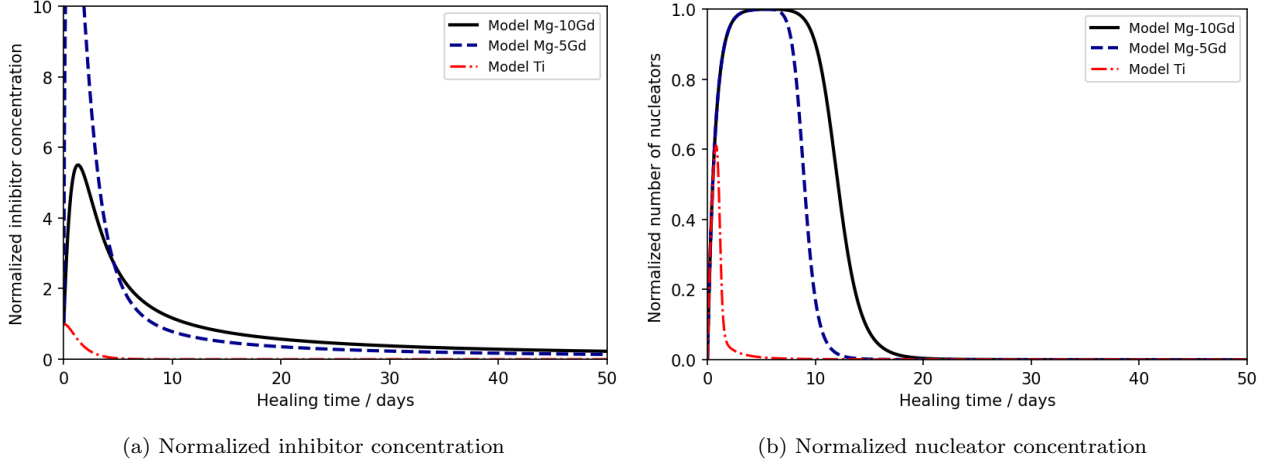 10
8
6
4
2
0
Normalized inhibitor concentration
Model Mg-10Gd
Model Mg-5Gd
Model Ti
0 10 20 30 40 50
Healing time / days
(a) Normalized inhibitor concentration
1.0
0.8
0.6
0.4
0.2
0.0
Normalized number of nucleators
Model Mg-10Gd
Model Mg-5Gd
Model Ti
0 10 20 30 40 50
Healing time / days
(b) Normalized nucleator concentration